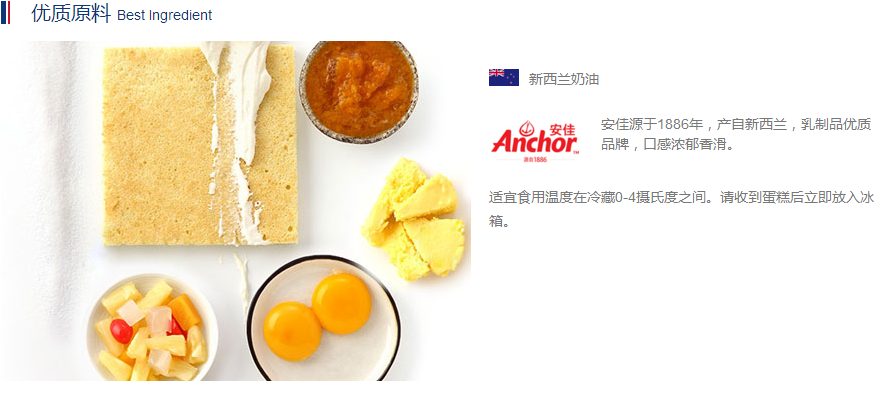 优质原料 Best Ingredient
新西兰奶油
安佳
Anchor™
源自1886
安佳源于1886年，产自新西兰，乳制品优质
品牌，口感浓郁香滑。
适宜食用温度在冷藏0-4摄氏度之间。请收到蛋糕后立即放入冰
箱。